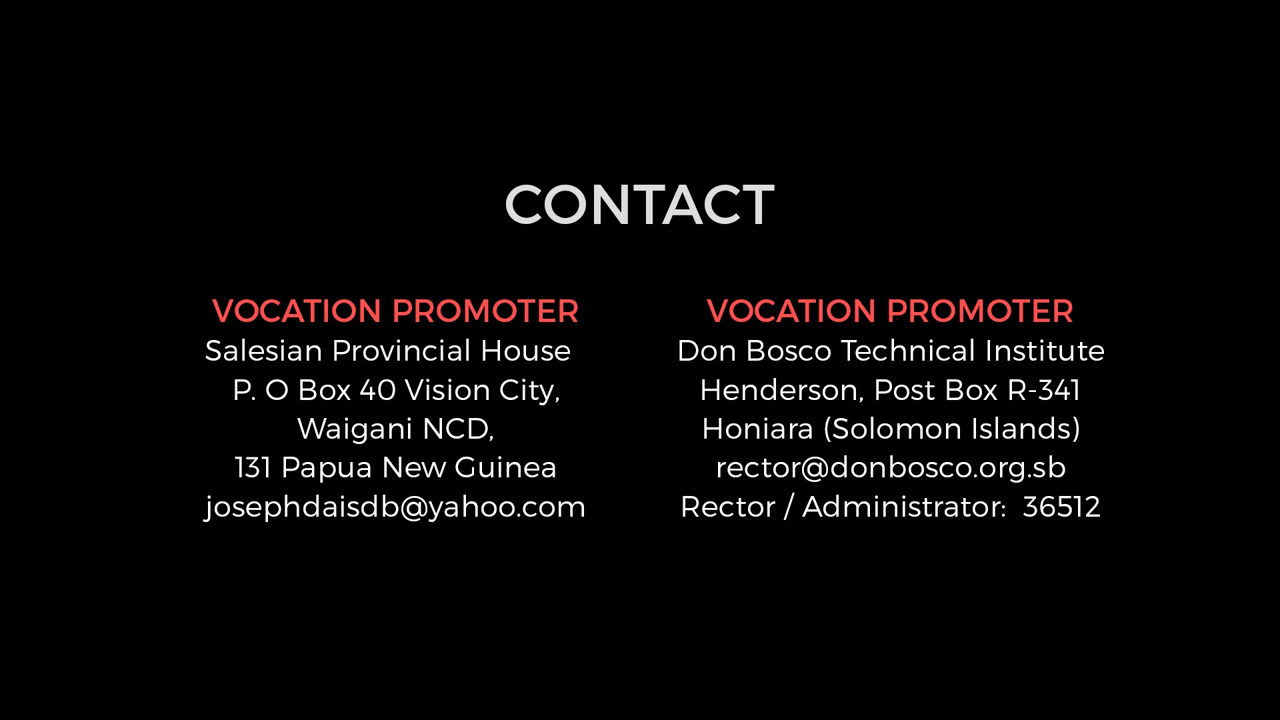 CONTACT
VOCATION PROMOTER
Salesian Provincial House
P. O Box 40 Vision City,
Waigani NCD,
131 Papua New Guinea
josephdaisdb@yahoo.com
VOCATION PROMOTER
Don Bosco Technical Institute
Henderson, Post Box R-341
Honiara (Solomon Islands)
rector@donbosco.org.sb
Rector / Administrator:  36512